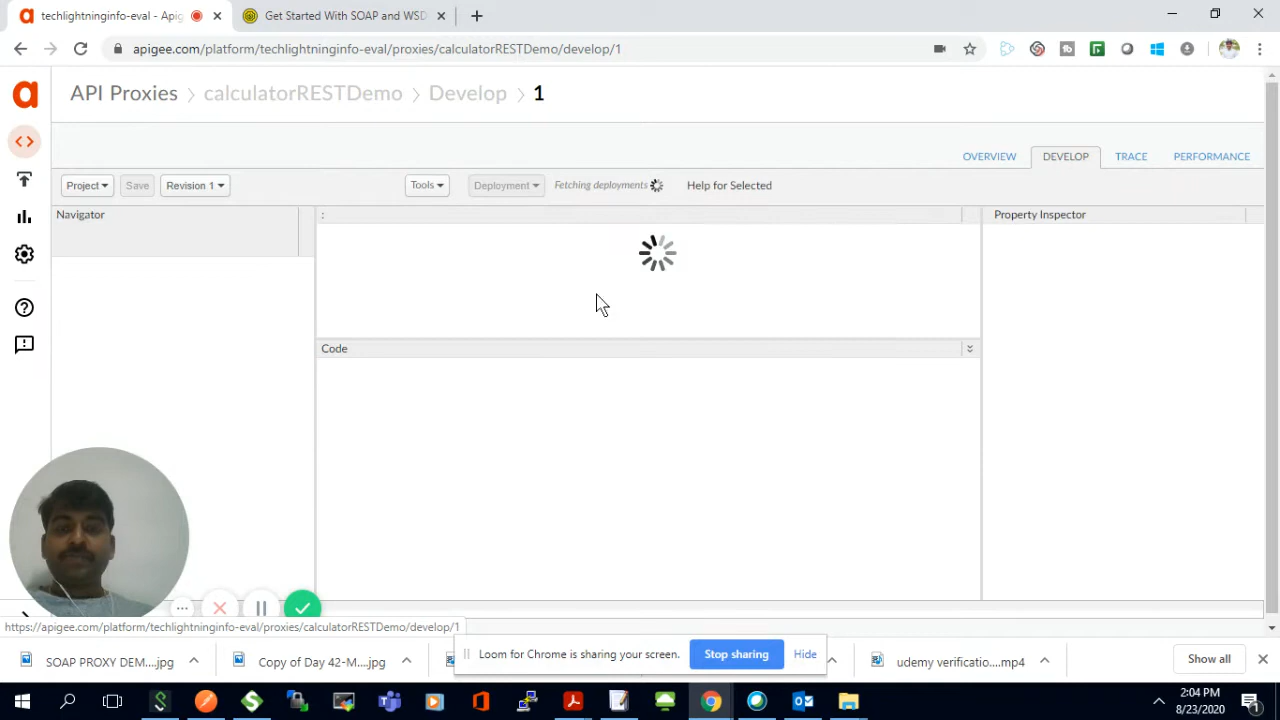 techlightninginfo-eval - Apig
Get Started With SOAP and WSD
apigee.com/platform/techlightninginfo-eval/proxies/calculatorRESTDemo/develop/1
API Proxies
calculatorRESTDemo
Develop
1
OVERVIEW
DEVELOP
TRACE
PERFORMANCE
Project
Save
Revision 1
Tools
Deployment
Fetching deployments
Help for Selected
Navigator
:
Property Inspector
Code
https://apigee.com/platform/techlightninginfo-eval/proxies/calculatorRESTDemo/develop/1
Loom for Chrome is sharing your screen.
Stop sharing
Hide
SOAP PROXY DEM....jpg
Copy of Day 42-M....jpg
udemy verificatio....mp4
Show all
2:04 PM
8/23/2020
1